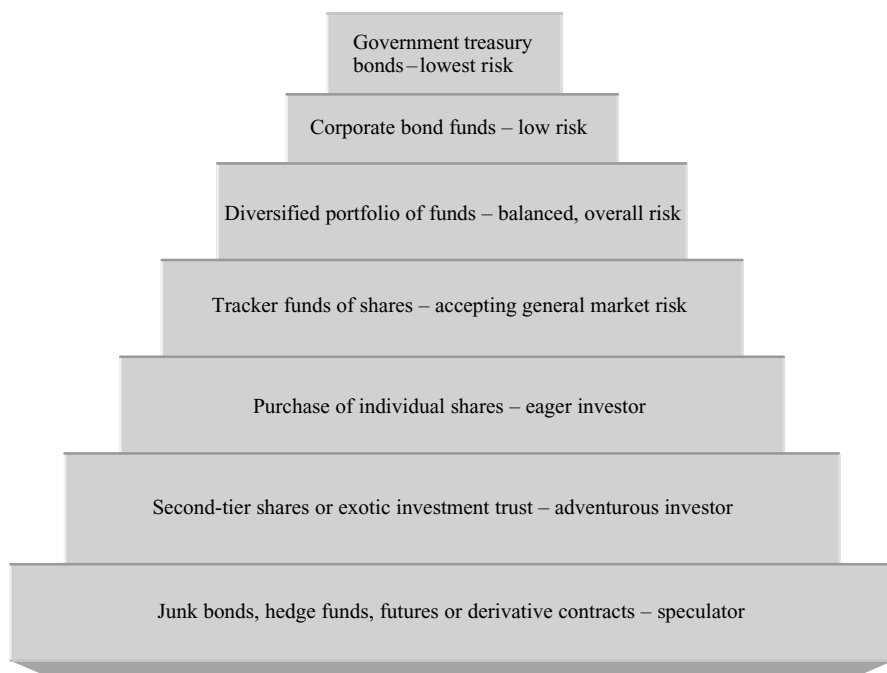 Government treasury
bonds – lowest risk
Corporate bond funds – low risk
Diversified portfolio of funds – balanced, overall risk
Tracker funds of shares – accepting general market risk
Purchase of individual shares – eager investor
Second-tier shares or exotic investment trust – adventurous investor
Junk bonds, hedge funds, futures or derivative contracts – speculator